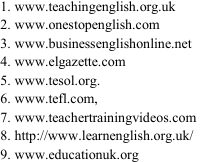 1. www.teachingenglish.org.uk
2. www.onestopenglish.com
3. www.businessenglishonline.net
4. www.elgazette.com
5. www.tesol.org.
6. www.tefl.com,
7. www.teachertrainingvideos.com
8. http://www.learnenglish.org.uk/
9. www.educationuk.org